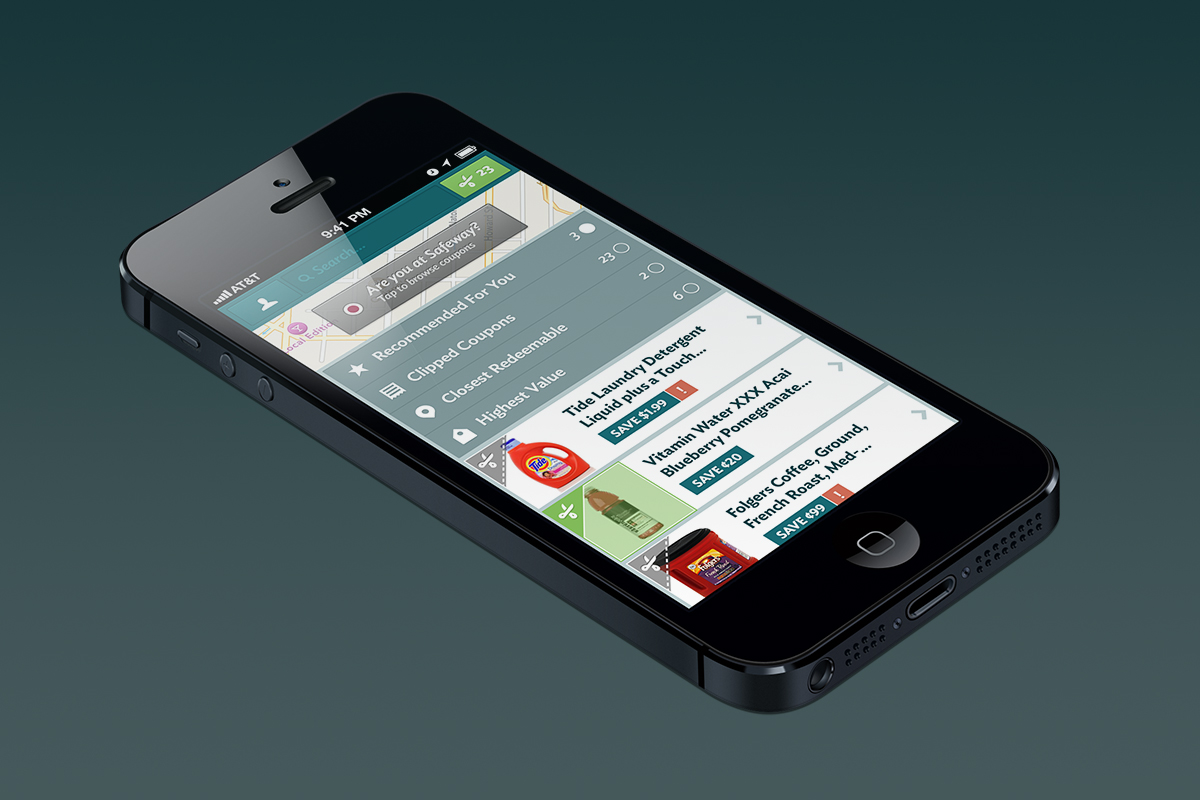 AT&T 9:41 PM
Search...
23
Are you at Safeway?
Tap to browse coupons
Recommended For You 3
Clipped Coupons 23
Closest Redeemable 2
Highest Value 6
Tide Laundry Detergent
Liquid plus a Touch...
SAVE $1.99 !
Tide
Vitamin Water XXX Acai
Blueberry Pomegranate...
SAVE ¢20
Folgers Coffee, Ground,
French Roast, Med-...
SAVE ¢99 !
Folgers